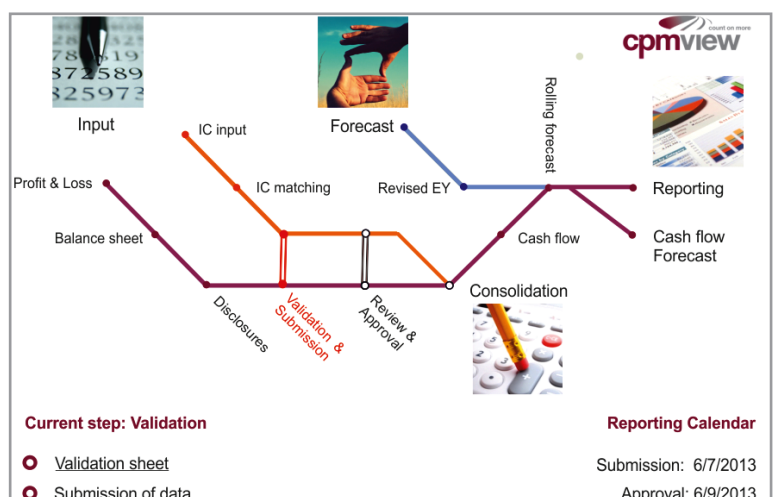 count on more
cpmview
Input
IC input
Forecast
Rolling forecast
Profit & Loss
IC matching
Revised EY
Reporting
Balance sheet
Cash flow
Cash flow
Forecast
Disclosures
Validation &
Submission
Review &
Approval
Consolidation
Current step: Validation
Reporting Calendar
Validation sheet
Submission: 6/7/2013
Submission of data
Approval: 6/9/2013